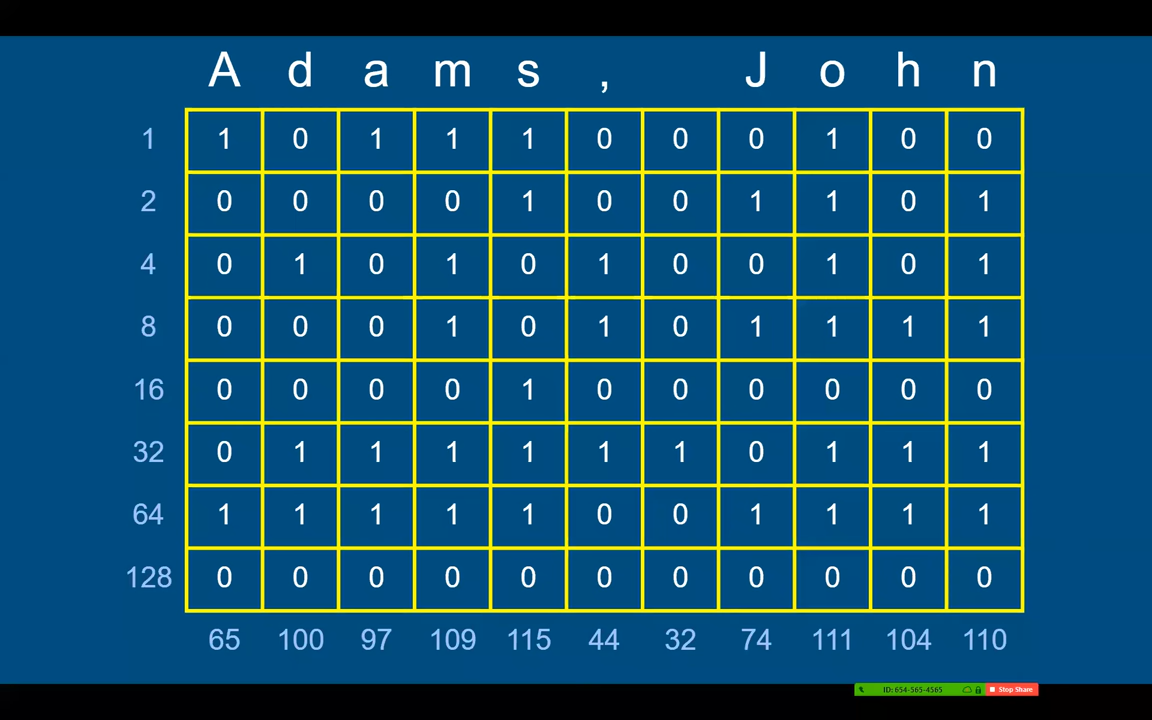 A d a m s , J o h n
1 1 0 1 1 1 0 0 0 1 0 0
2 0 0 0 0 1 0 0 1 1 0 1
4 0 1 0 1 0 1 0 0 1 0 1
8 0 0 0 1 0 1 0 1 1 1 1
16 0 0 0 0 1 0 0 0 0 0 0
32 0 1 1 1 1 1 1 0 1 1 1
64 1 1 1 1 1 0 0 1 1 1 1
128 0 0 0 0 0 0 0 0 0 0 0
65 100 97 109 115 44 32 74 111 104 110
ID: 654-565-4565 Stop Share